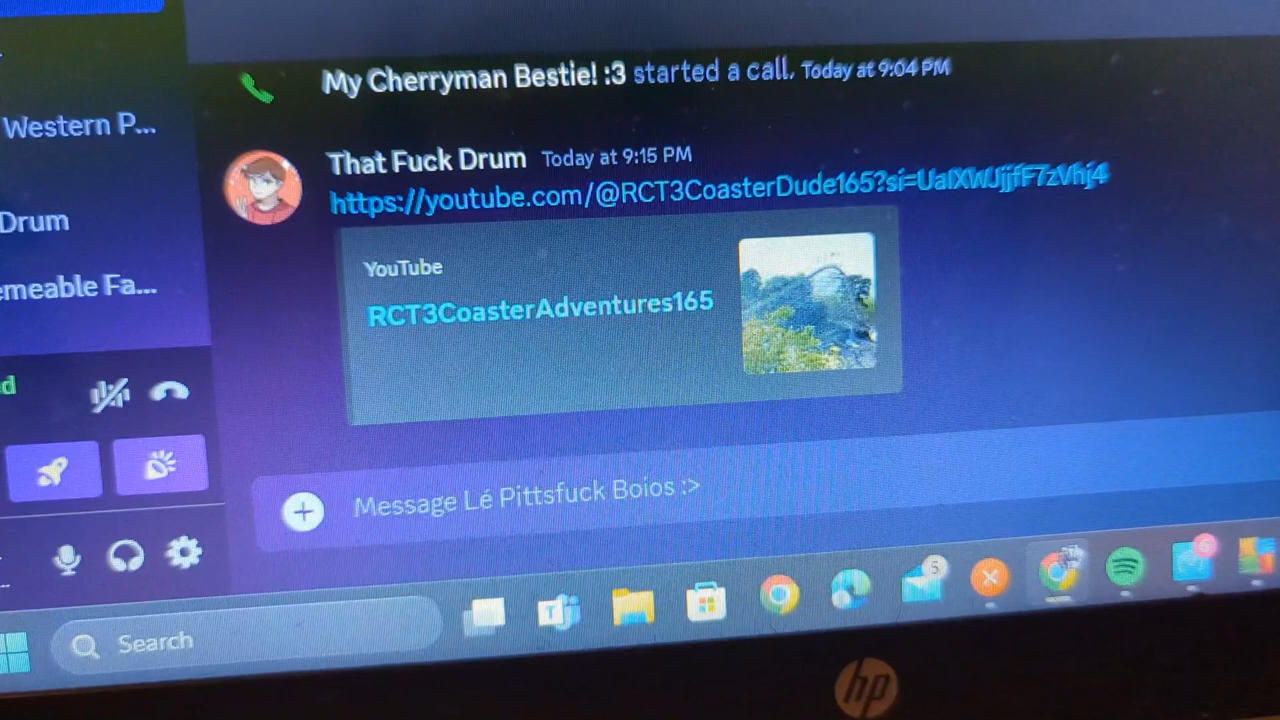 My Cherryman Bestie! :3 started a call. Today at 9:04 PM
Western P...
That Fuck Drum Today at 9:15 PM
https://youtube.com/@RCT3CoasterDude165?si=UaIXWJjjfF7zVhj4
Drum
YouTube
emeable Fa...
RCT3CoasterAdventures165
d
Message Lé Pittsfuck Boios :>
5
6
Search
hp